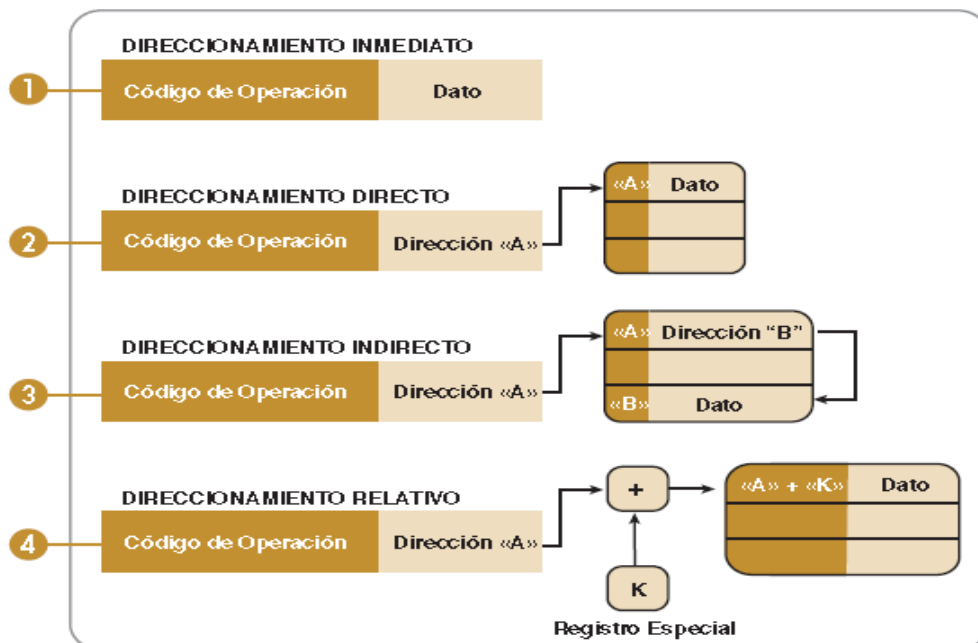 DIRECCIONAMIENTO INMEDIATO
1 Código de Operación Dato
DIRECCIONAMIENTO DIRECTO
2 Código de Operación Dirección «A»
«A» Dato
DIRECCIONAMIENTO INDIRECTO
3 Código de Operación Dirección «A»
«A» Dirección "B"
«B» Dato
DIRECCIONAMIENTO RELATIVO
4 Código de Operación Dirección «A»
+
«A» + «K» Dato
K
Registro Especial